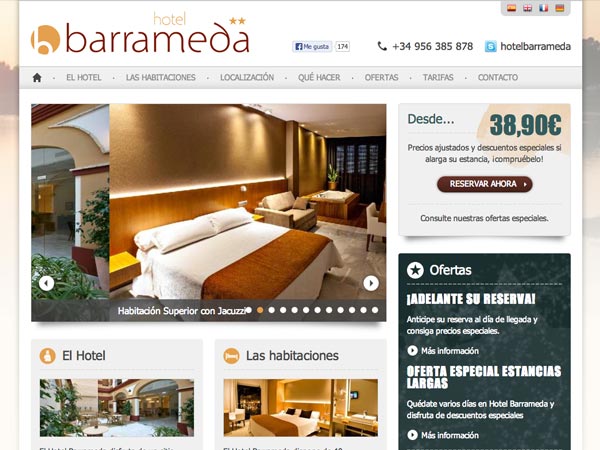 hotel
barrameda
Me gusta 174
+34 956 385 878
hotelbarrameda
EL HOTEL · LAS HABITACIONES · LOCALIZACIÓN · QUÉ HACER · OFERTAS · TARIFAS · CONTACTO
Habitación Superior con Jacuzzi
Desde...
38,90€
Precios ajustados y descuentos especiales si
alarga su estancia, ¡compruébelo!
RESERVAR AHORA
Consulte nuestras ofertas especiales.
Ofertas
¡ADELANTE SU RESERVA!
Anticipe su reserva al día de llegada y
consiga precios especiales.
Más información
OFERTA ESPECIAL ESTANCIAS
LARGAS
Quédate varios días en Hotel Barrameda y
disfruta de descuentos especiales
Más información
El Hotel
Las habitaciones